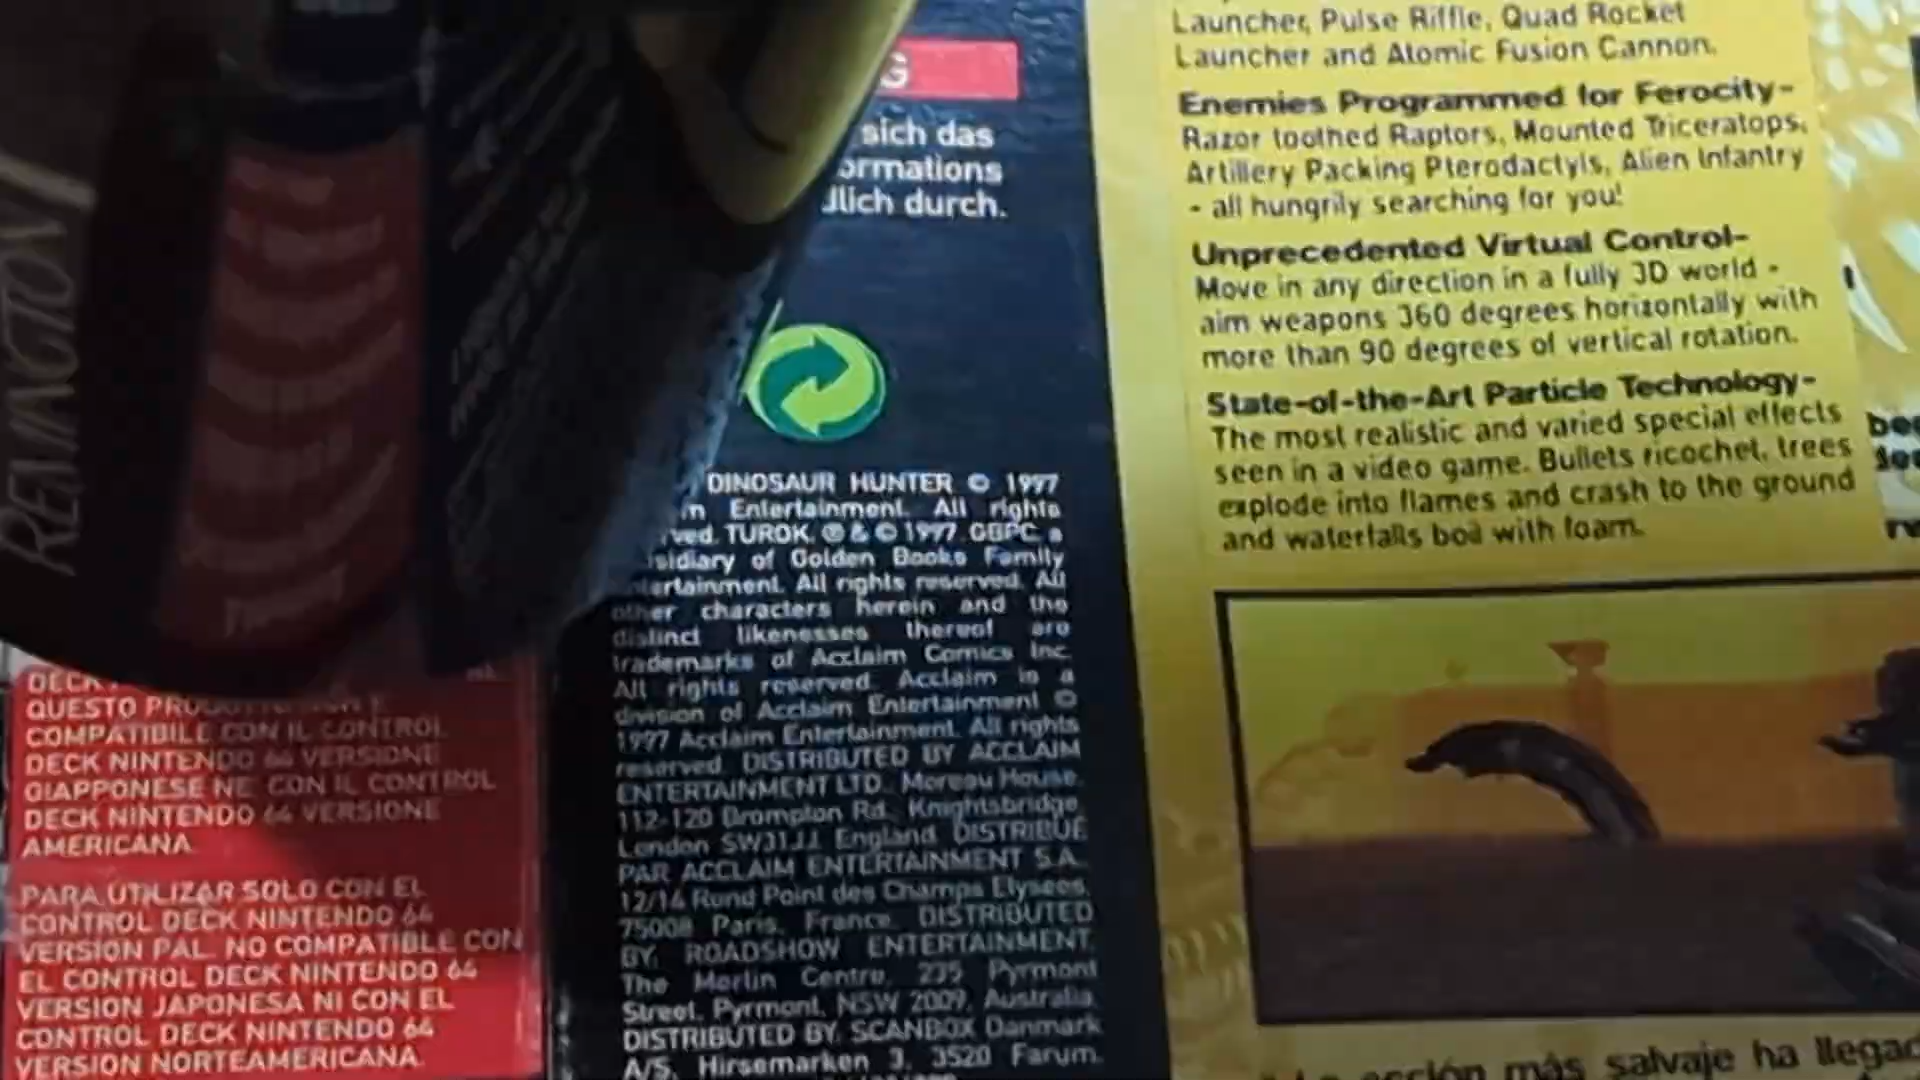 REMINGTON
G
sich das
ormations
dlich durch.
DINOSAUR HUNTER © 1997
Entertainment. All rights
ved. TUROK ® & © 1997 GBPC a
sidiary of Golden Books Family
ertainment. All rights reserved. All
other characters herein and the
distinct likenesses thereof are
trademarks of Acclaim Comics Inc.
All rights reserved. Acclaim is a
division of Acclaim Entertainment ©
1997 Acclaim Entertainment. All rights
reserved. DISTRIBUTED BY ACCLAIM
ENTERTAINMENT LTD. Moreau House,
112-120 Brompton Rd, Knightsbridge,
London SW31JJ England. DISTRIBUE
PAR ACCLAIM ENTERTAINMENT S.A.
12/14 Rond Point des Champs Elysees,
75008 Paris, France. DISTRIBUTED
BY: ROADSHOW ENTERTAINMENT,
The Merlin Centre, 235 Pyrmont
Street, Pyrmont, NSW 2009, Australia.
DISTRIBUTED BY: SCANBOX Danmark
A/S, Hirsemarken 3, 3520 Farum.
DECK
QUESTO
COMPATIBILE CON IL CONTROL
DECK NINTENDO 64 VERSIONE
GIAPPONESE NE' CON IL CONTROL
DECK NINTENDO 64 VERSIONE
AMERICANA.
PARA UTILIZAR SOLO CON EL
CONTROL DECK NINTENDO 64
VERSION PAL. NO COMPATIBLE CON
EL CONTROL DECK NINTENDO 64
VERSION JAPONESA NI CON EL
CONTROL DECK NINTENDO 64
VERSION NORTEAMERICANA.
Launcher, Pulse Riffle, Quad Rocket
Launcher and Atomic Fusion Cannon.
Enemies Programmed for Ferocity-
Razor toothed Raptors, Mounted Triceratops,
Artillery Packing Pterodactyls, Alien Infantry
- all hungrily searching for you!
Unprecedented Virtual Control-
Move in any direction in a fully 3D world -
aim weapons 360 degrees horizontally with
more than 90 degrees of vertical rotation.
State-of-the-Art Particle Technology-
The most realistic and varied special effects
seen in a video game. Bullets ricochet, trees
explode into flames and crash to the ground
and waterfalls boil with foam.
acción más salvaje ha llegad